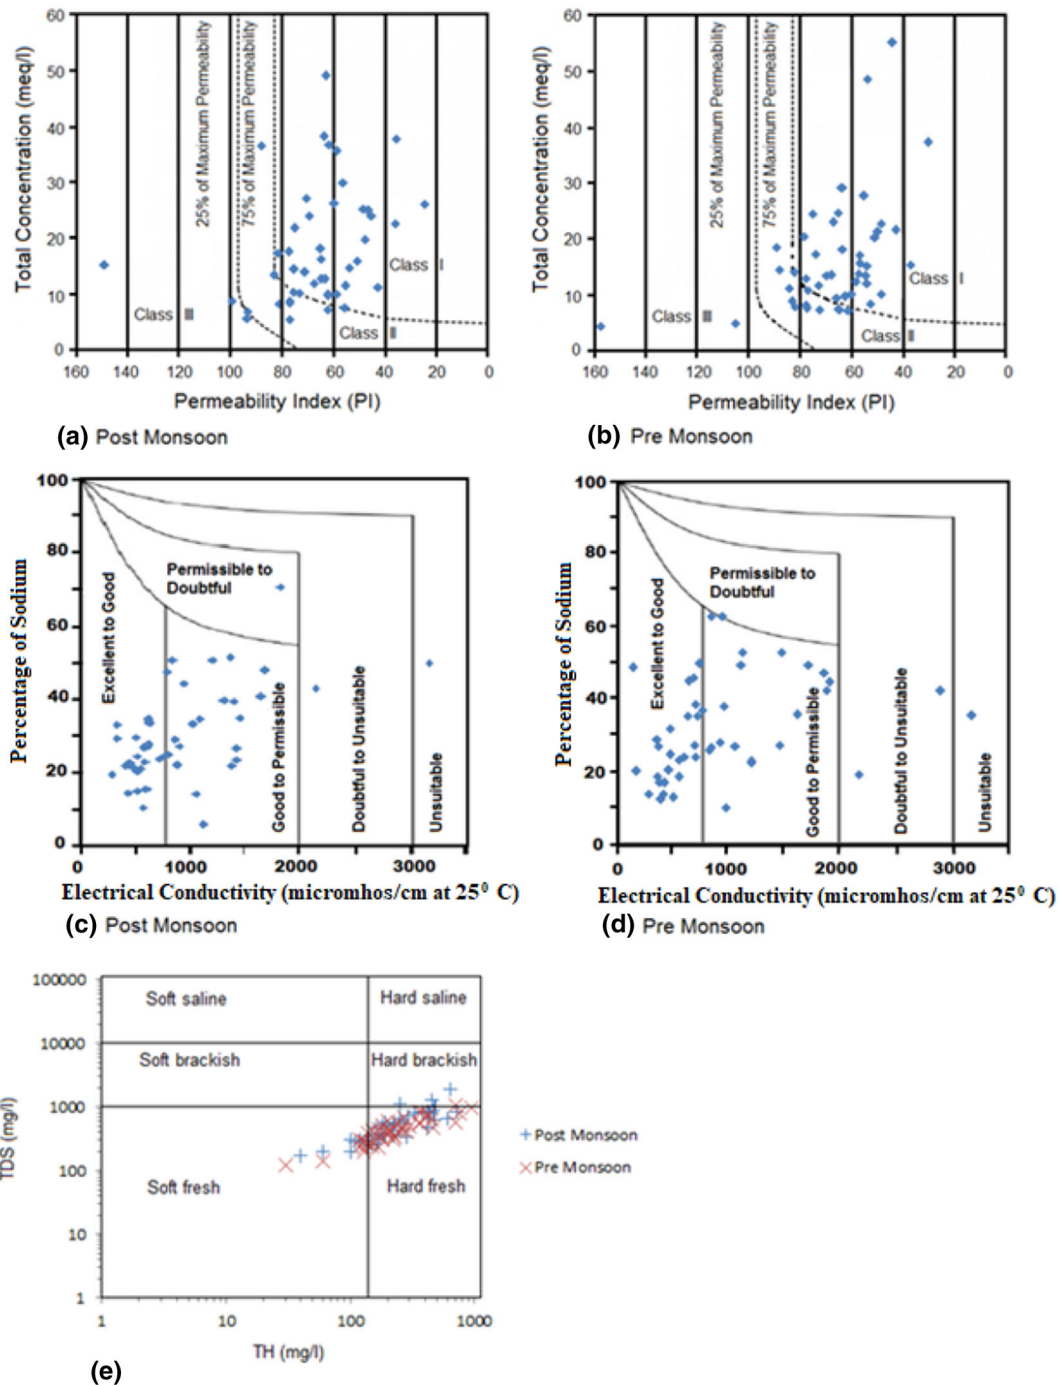 Total Concentration (meq/l)
60
50
40
30
20
10
0
25% of Maximum Permeability
75% of Maximum Permeability
Class I
Class III
Class II
160 140 120 100 80 60 40 20 0
Permeability Index (PI)
(a) Post Monsoon
Total Concentration (meq/l)
60
50
40
30
20
10
0
25% of Maximum Permeability
75% of Maximum Permeability
Class I
Class III
Class II
160 140 120 100 80 60 40 20 0
Permeability Index (PI)
(b) Pre Monsoon
Percentage of Sodium
100
80
60
40
20
0
Excellent to Good
Permissible to
Doubtful
Good to Permissible
Doubtful to Unsuitable
Unsuitable
0 1000 2000 3000
Electrical Conductivity (micromhos/cm at 25⁰ C)
(c) Post Monsoon
Percentage of Sodium
100
80
60
40
20
0
Excellent to Good
Permissible to
Doubtful
Good to Permissible
Doubtful to Unsuitable
Unsuitable
0 1000 2000 3000
Electrical Conductivity (micromhos/cm at 25⁰ C)
(d) Pre Monsoon
TDS (mg/l)
100000
10000
1000
100
10
1
Soft saline
Hard saline
Soft brackish
Hard brackish
Soft fresh
Hard fresh
Post Monsoon
Pre Monsoon
1 10 100 1000
TH (mg/l)
(e)